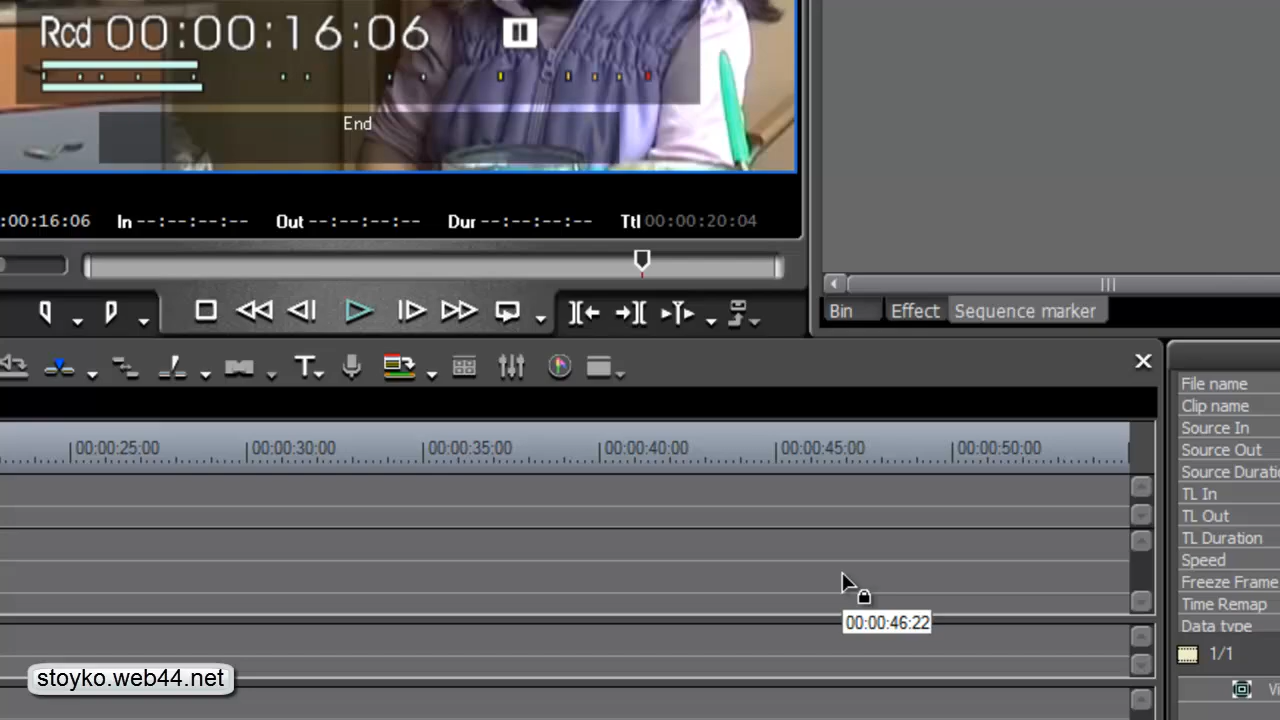 Rcd 00:00:16:06
End
:00:16:06 In --:--:--:-- Out --:--:--:-- Dur --:--:--:-- Ttl 00:00:20:04
Bin Effect Sequence marker
00:00:25:00 00:00:30:00 00:00:35:00 00:00:40:00 00:00:45:00 00:00:50:00
00:00:46:22
File name
Clip name
Source In
Source Out
Source Duratio
TL In
TL Out
TL Duration
Speed
Freeze Frame
Time Remap
Data type
1/1
Vi
stoyko.web44.net